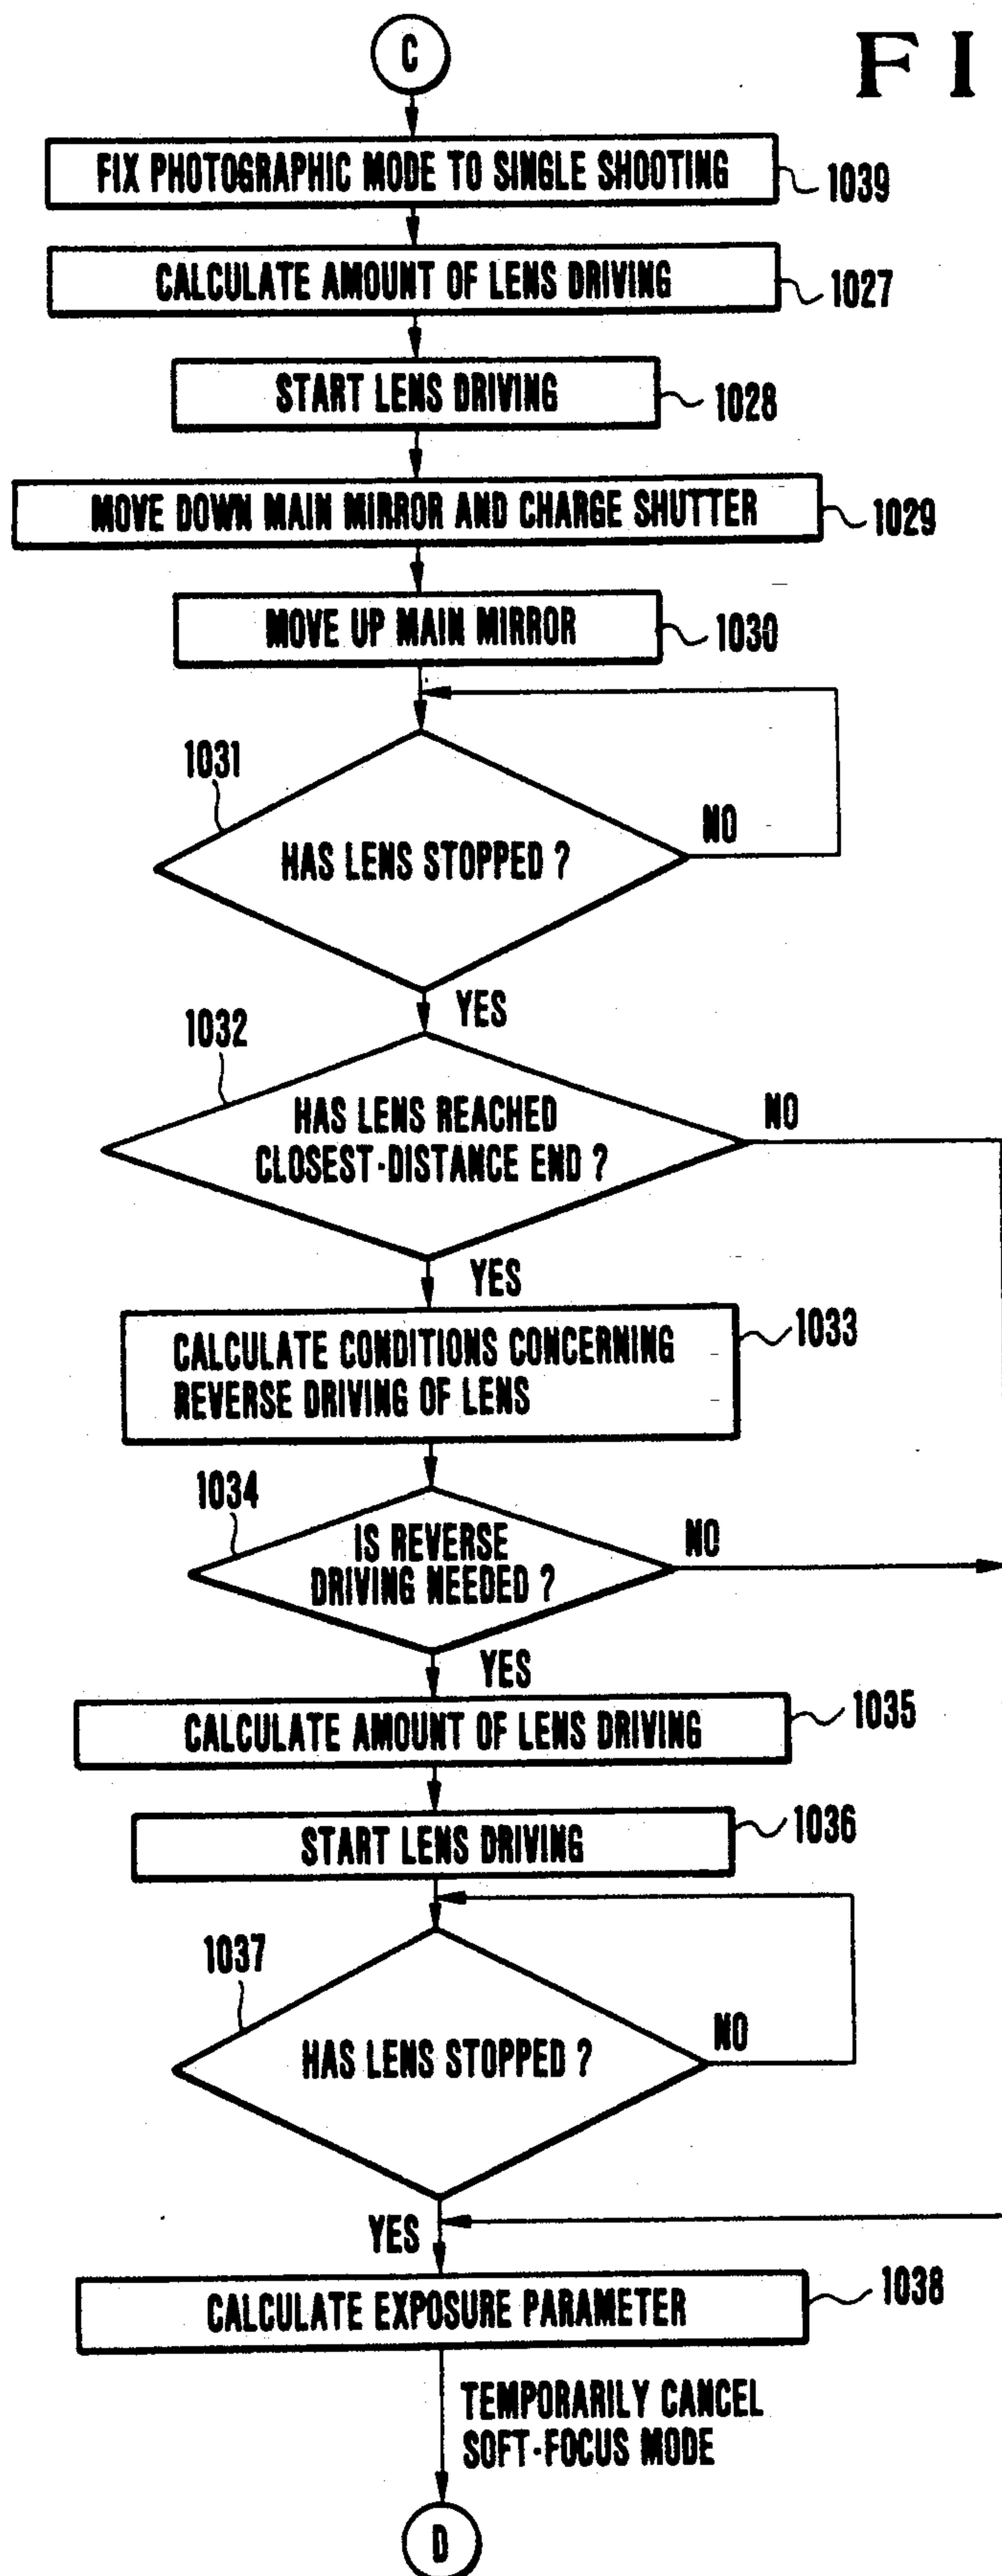 C
FI
FIX PHOTOGRAPHIC MODE TO SINGLE SHOOTING
1039
CALCULATE AMOUNT OF LENS DRIVING
1027
START LENS DRIVING
1028
MOVE DOWN MAIN MIRROR AND CHARGE SHUTTER
1029
MOVE UP MAIN MIRROR
1030
1031
HAS LENS STOPPED ?
NO
YES
1032
HAS LENS REACHED
CLOSEST-DISTANCE END ?
NO
YES
CALCULATE CONDITIONS CONCERNING
REVERSE DRIVING OF LENS
1033
1034
IS REVERSE
DRIVING NEEDED ?
NO
YES
CALCULATE AMOUNT OF LENS DRIVING
1035
START LENS DRIVING
1036
1037
HAS LENS STOPPED ?
NO
YES
CALCULATE EXPOSURE PARAMETER
1038
TEMPORARILY CANCEL
SOFT-FOCUS MODE
D